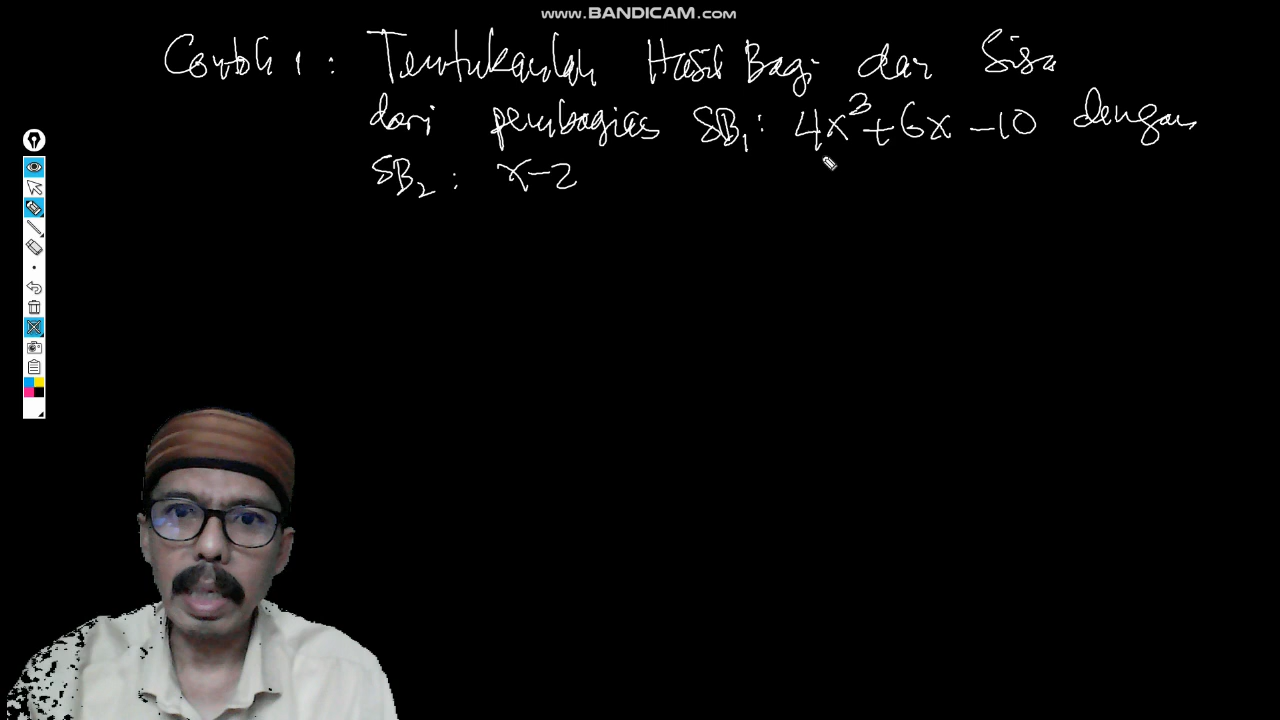 www.BANDICAM.com
Contoh 1 : Tentukanlah Hasil Bagi dan Sisa
dari pembagian SB₁ : 4x³+6x-10 dengan
SB₂ : x-2